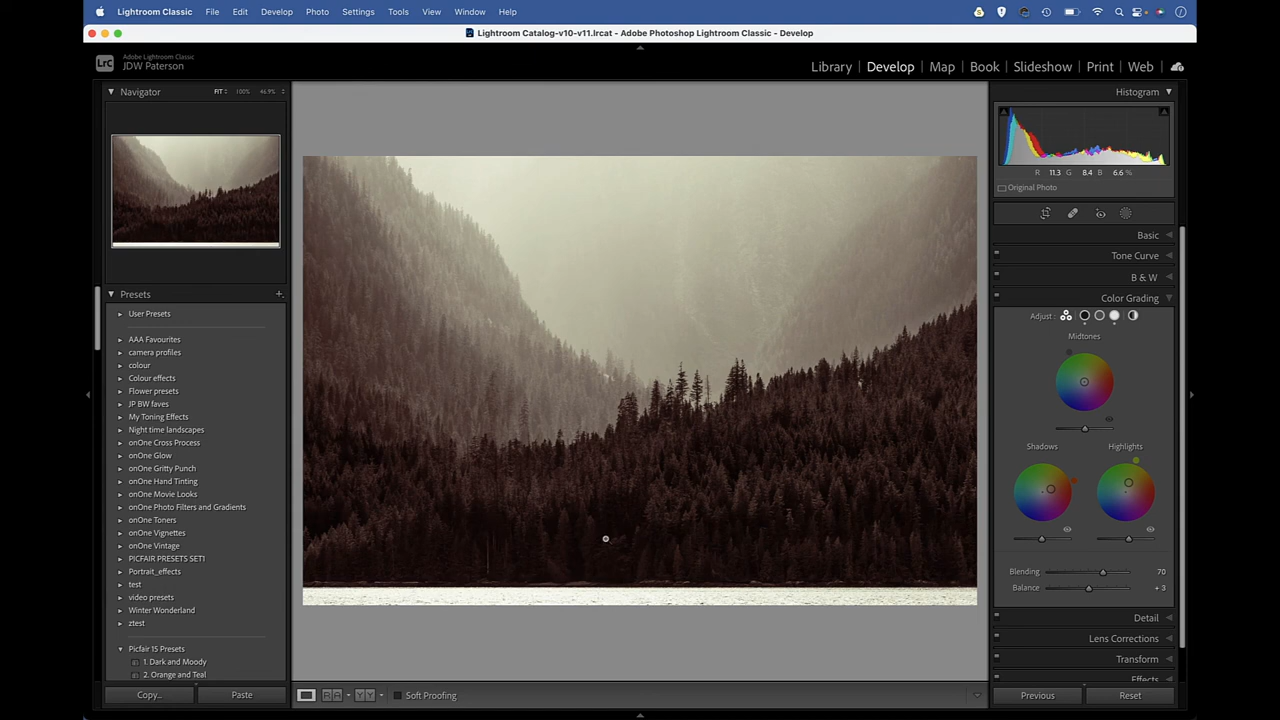 Lightroom Classic File Edit Develop Photo Settings Tools View Window Help
Lightroom Catalog-v10-v11.lrcat - Adobe Photoshop Lightroom Classic - Develop
LrC
Adobe Lightroom Classic
JDW Paterson
Library Develop Map Book Slideshow Print Web
Navigator
FIT 100% 46.9%
Presets
User Presets
AAA Favourites
camera profiles
colour
Colour effects
Flower presets
JP BW faves
My Toning Effects
Night time landscapes
onOne Cross Process
onOne Glow
onOne Gritty Punch
onOne Hand Tinting
onOne Movie Looks
onOne Photo Filters and Gradients
onOne Toners
onOne Vignettes
onOne Vintage
PICFAIR PRESETS SET1
Portrait_effects
test
video presets
Winter Wonderland
ztest
Picfair 15 Presets
1. Dark and Moody
2. Orange and Teal
Copy... Paste
Soft Proofing
Histogram
R 11.3 G 8.4 B 6.6 %
Original Photo
Basic
Tone Curve
B & W
Color Grading
Adjust :
Midtones
Shadows Highlights
Blending 70
Balance + 3
Detail
Lens Corrections
Transform
Effects
Previous Reset